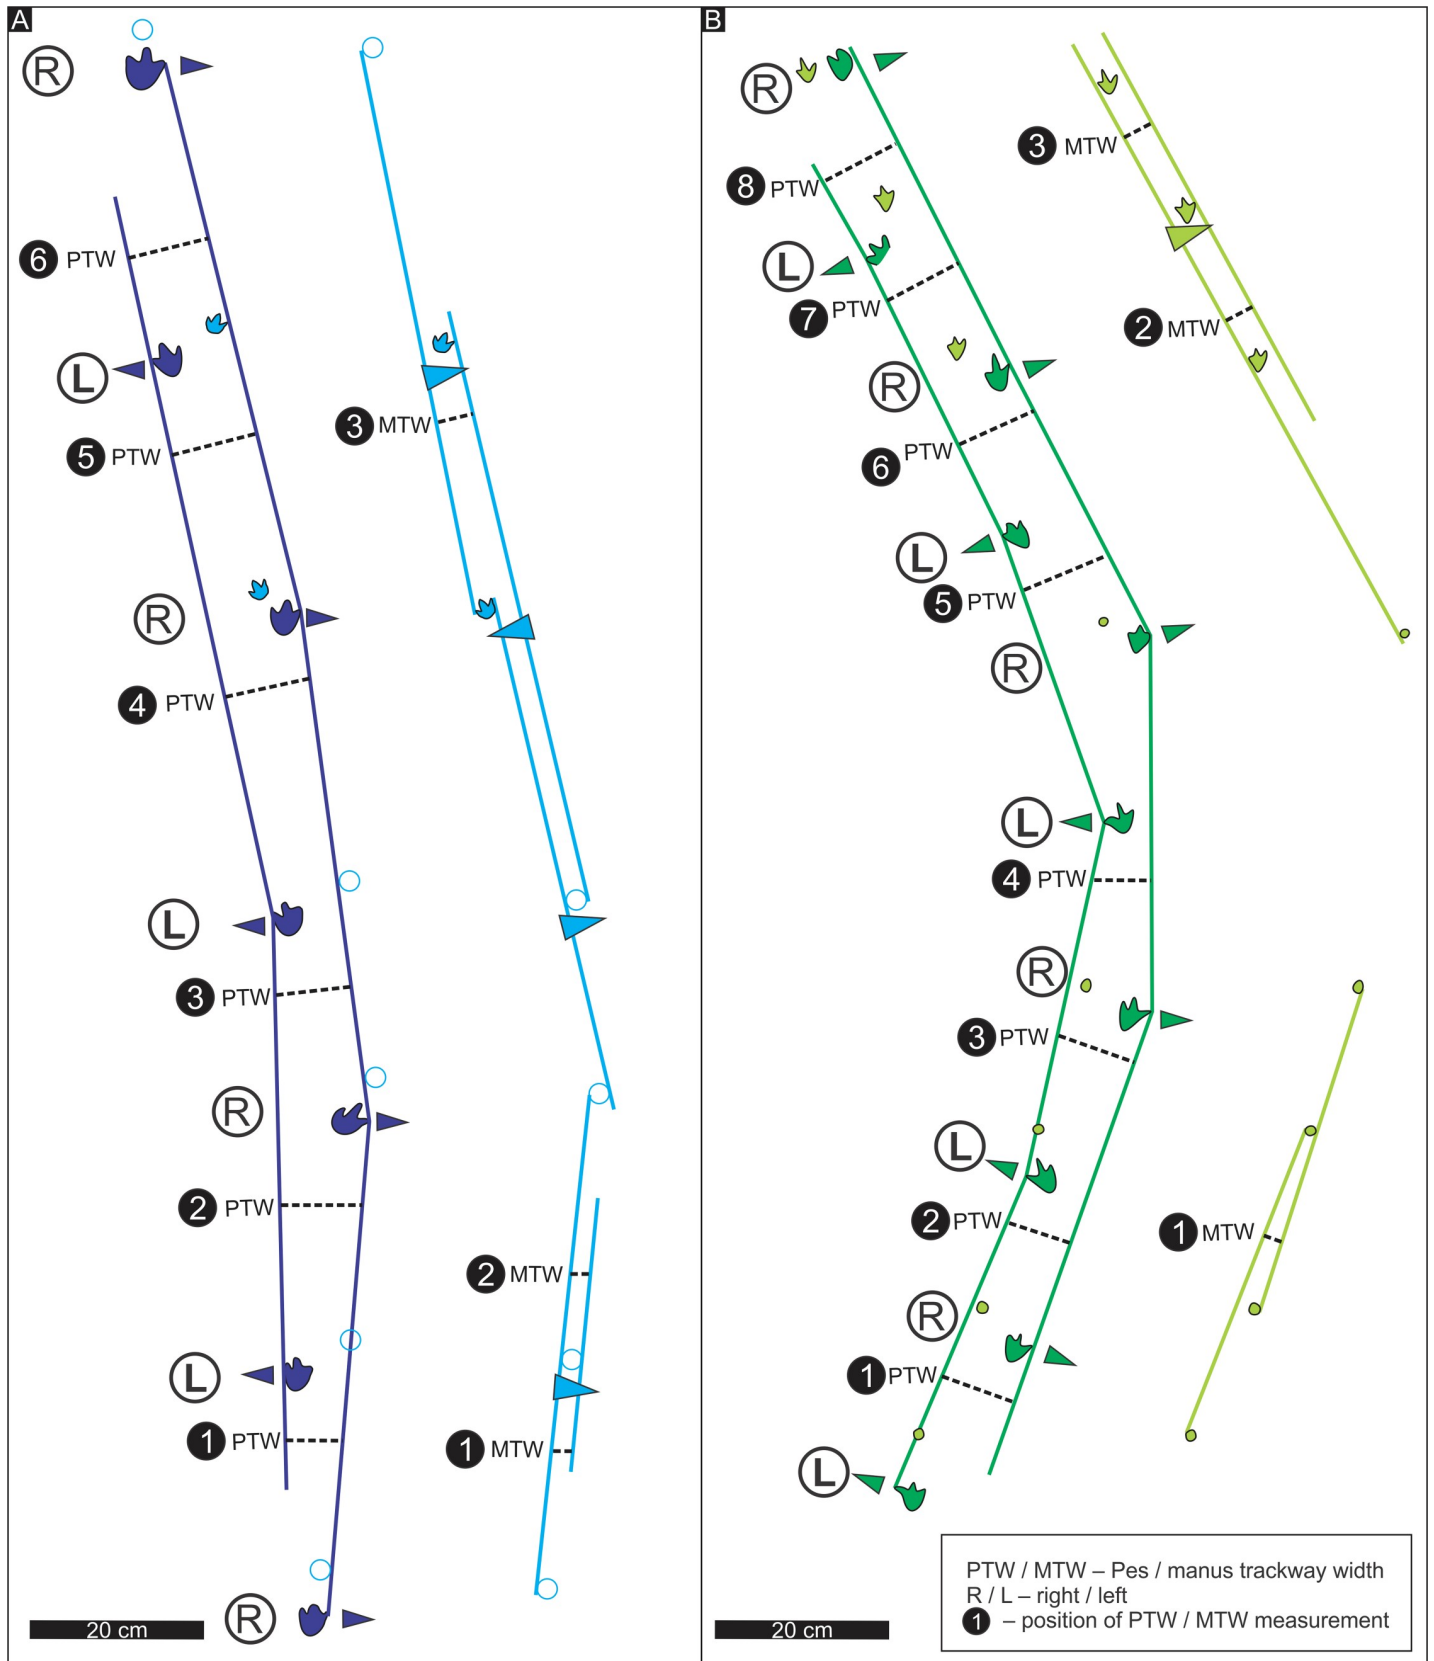 A
R
6 PTW
L
5 PTW
3 MTW
R
4 PTW
L
3 PTW
R
2 PTW
2 MTW
L
1 PTW
1 MTW
R
20 cm
B
R
3 MTW
8 PTW
L
7 PTW
2 MTW
R
6 PTW
L
5 PTW
R
L
4 PTW
R
3 PTW
L
2 PTW
1 MTW
R
1 PTW
L
20 cm
PTW / MTW – Pes / manus trackway width
R / L – right / left
1 – position of PTW / MTW measurement